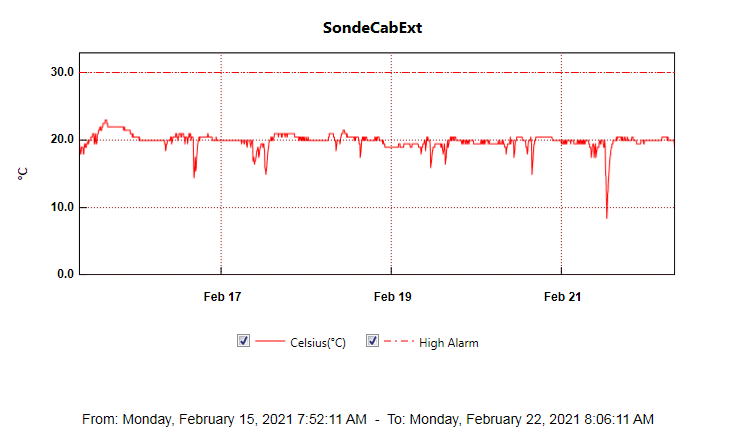 SondeCabExt
30.0
20.0
10.0
0.0
°C
Feb 17 Feb 19 Feb 21
Celsius(°C) High Alarm
From: Monday, February 15, 2021 7:52:11 AM - To: Monday, February 22, 2021 8:06:11 AM